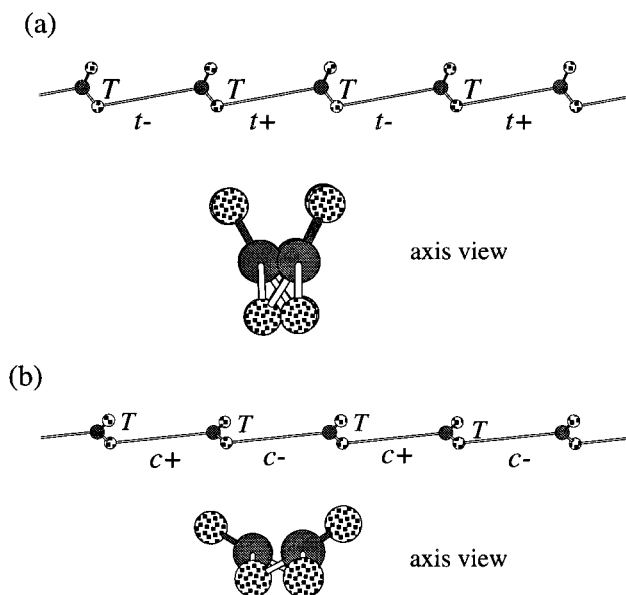 (a)
T T T T
t- t+ t- t+
axis view
(b)
T T T T
c+ c- c+ c-
axis view